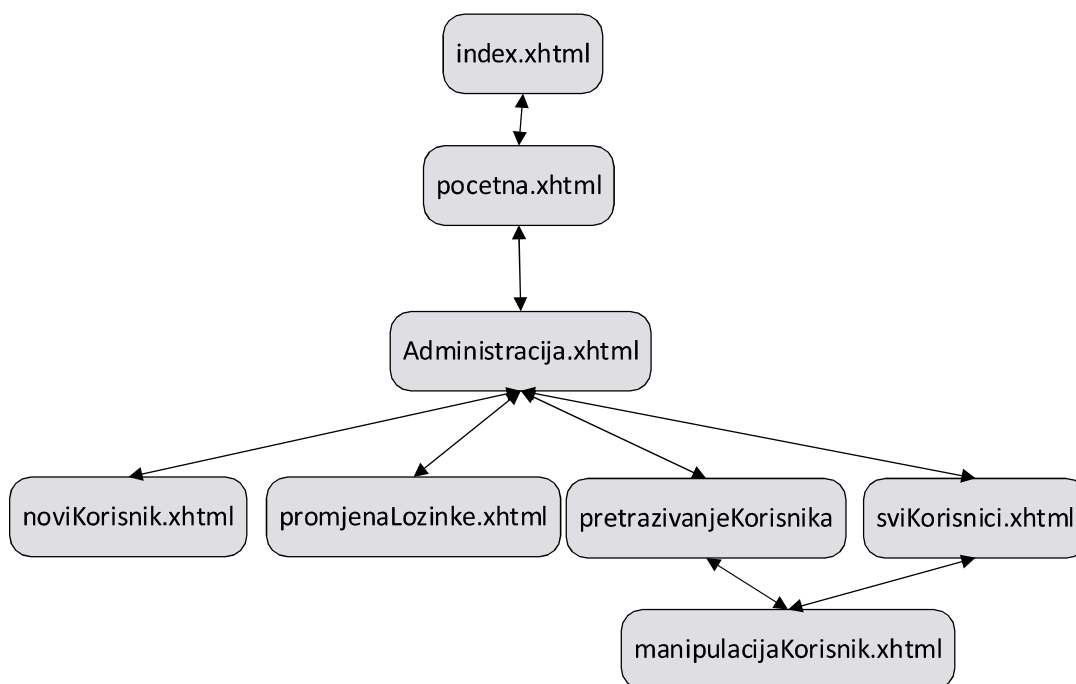 index.xhtml
pocetna.xhtml
Administracija.xhtml
noviKorisnik.xhtml
promjenaLozinke.xhtml
pretrazivanjeKorisnika
sviKorisnici.xhtml
manipulacijaKorisnik.xhtml